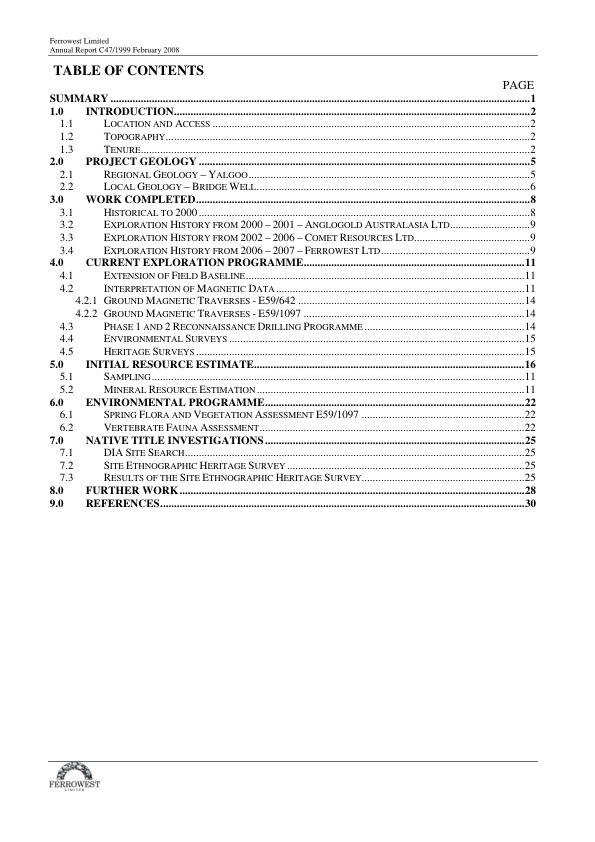 Ferrowest Limited
Annual Report C47/1999 February 2008
TABLE OF CONTENTS
PAGE
SUMMARY ... 1
1.0 INTRODUCTION ... 2
1.1 LOCATION AND ACCESS ... 2
1.2 TOPOGRAPHY ... 2
1.3 TENURE ... 2
2.0 PROJECT GEOLOGY ... 5
2.1 REGIONAL GEOLOGY – YALGOO ... 5
2.2 LOCAL GEOLOGY – BRIDGE WELL ... 6
3.0 WORK COMPLETED ... 8
3.1 HISTORICAL TO 2000 ... 8
3.2 EXPLORATION HISTORY FROM 2000 – 2001 – ANGLOGOLD AUSTRALASIA LTD ... 9
3.3 EXPLORATION HISTORY FROM 2002 – 2006 – COMET RESOURCES LTD ... 9
3.4 EXPLORATION HISTORY FROM 2006 – 2007 – FERROWEST LTD ... 9
4.0 CURRENT EXPLORATION PROGRAMME ... 11
4.1 EXTENSION OF FIELD BASELINE ... 11
4.2 INTERPRETATION OF MAGNETIC DATA ... 11
4.2.1 GROUND MAGNETIC TRAVERSES - E59/642 ... 14
4.2.2 GROUND MAGNETIC TRAVERSES - E59/1097 ... 14
4.3 PHASE 1 AND 2 RECONNAISSANCE DRILLING PROGRAMME ... 14
4.4 ENVIRONMENTAL SURVEYS ... 15
4.5 HERITAGE SURVEYS ... 15
5.0 INITIAL RESOURCE ESTIMATE ... 16
5.1 SAMPLING ... 11
5.2 MINERAL RESOURCE ESTIMATION ... 11
6.0 ENVIRONMENTAL PROGRAMME ... 22
6.1 SPRING FLORA AND VEGETATION ASSESSMENT E59/1097 ... 22
6.2 VERTEBRATE FAUNA ASSESSMENT ... 22
7.0 NATIVE TITLE INVESTIGATIONS ... 25
7.1 DIA SITE SEARCH ... 25
7.2 SITE ETHNOGRAPHIC HERITAGE SURVEY ... 25
7.3 RESULTS OF THE SITE ETHNOGRAPHIC HERITAGE SURVEY ... 25
8.0 FURTHER WORK ... 28
9.0 REFERENCES ... 30
FERROWEST
LIMITED